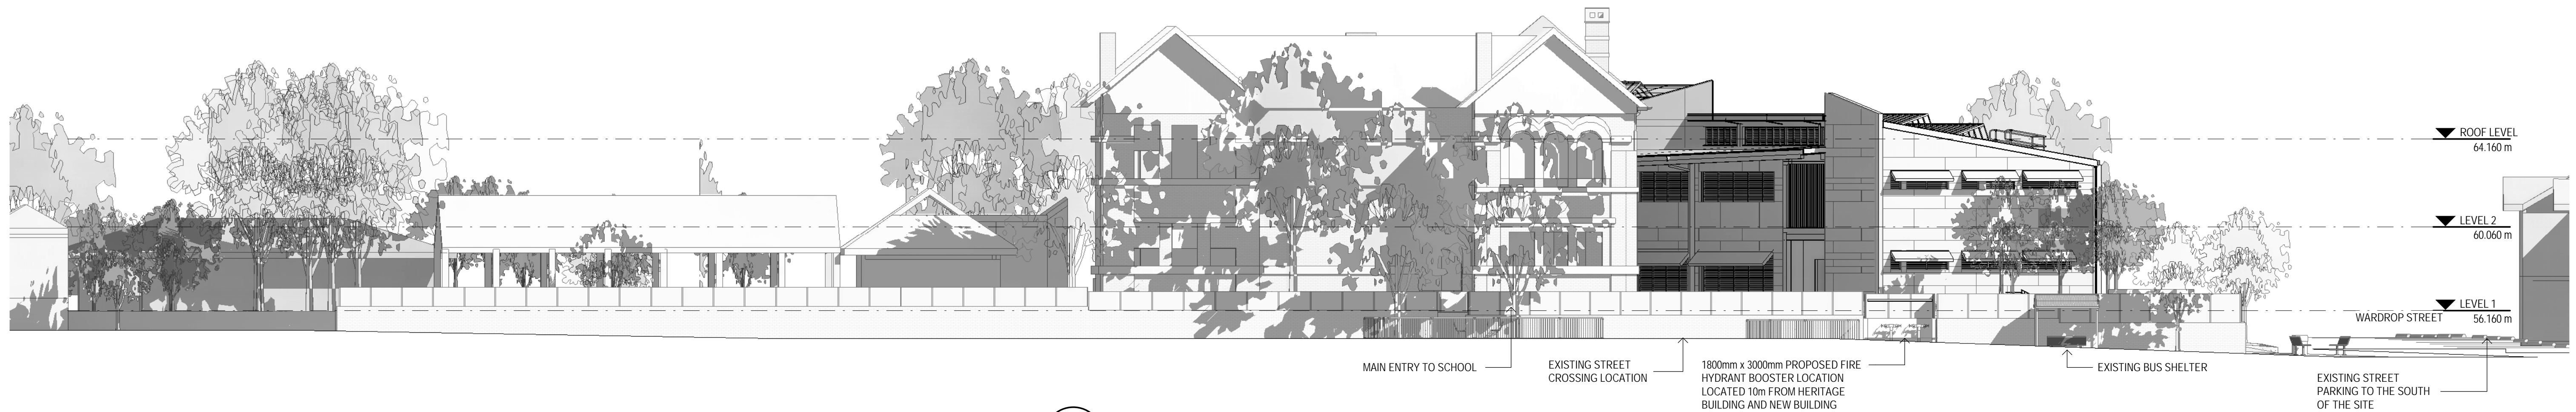 ROOF LEVEL
64.160 m
LEVEL 2
60.060 m
LEVEL 1
WARDROP STREET
56.160 m
MAIN ENTRY TO SCHOOL
EXISTING STREET
CROSSING LOCATION
1800mm x 3000mm PROPOSED FIRE
HYDRANT BOOSTER LOCATION
LOCATED 10m FROM HERITAGE
BUILDING AND NEW BUILDING
EXISTING BUS SHELTER
EXISTING STREET
PARKING TO THE SOUTH
OF THE SITE